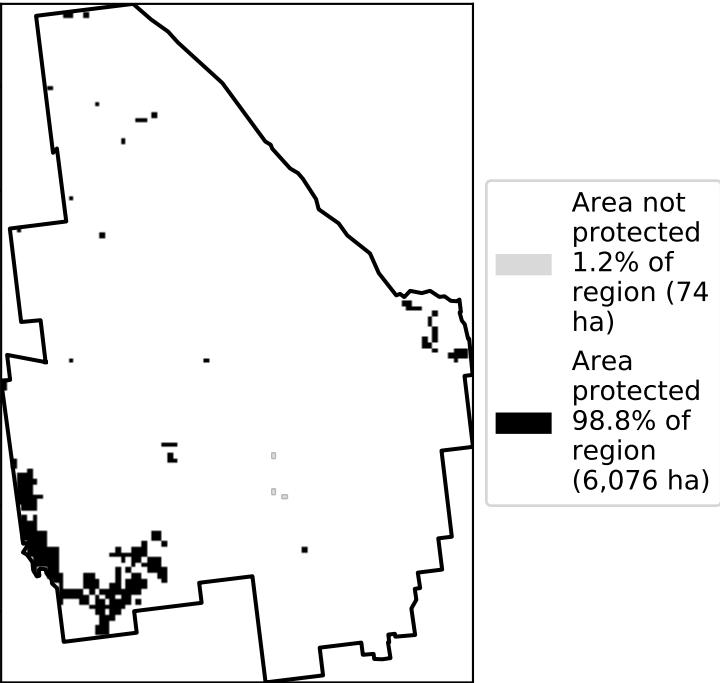 Area not
protected
1.2% of
region (74
ha)
Area
protected
98.8% of
region
(6,076 ha)